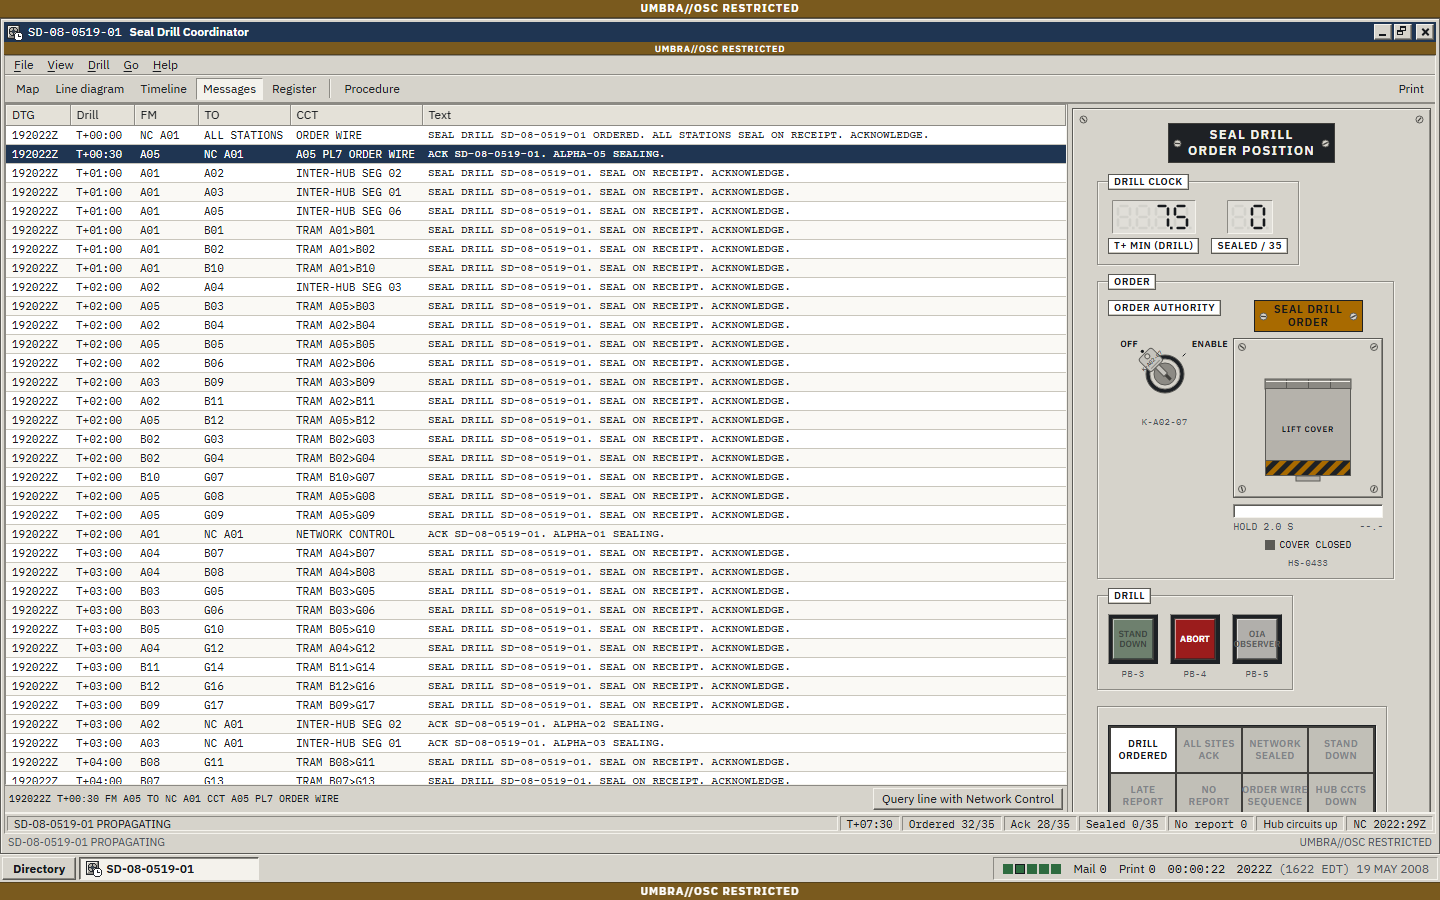 UMBRA//OSC RESTRICTED
SD-08-0519-01 Seal Drill Coordinator
UMBRA//OSC RESTRICTED
File View Drill Go Help
Map Line diagram Timeline Messages Register Procedure Print
DTG Drill FM TO CCT Text
192022Z T+00:00 NC A01 ALL STATIONS ORDER WIRE SEAL DRILL SD-08-0519-01 ORDERED. ALL STATIONS SEAL ON RECEIPT. ACKNOWLEDGE.
192022Z T+00:30 A05 NC A01 A05 PL7 ORDER WIRE ACK SD-08-0519-01. ALPHA-05 SEALING.
192022Z T+01:00 A01 A02 INTER-HUB SEG 02 SEAL DRILL SD-08-0519-01. SEAL ON RECEIPT. ACKNOWLEDGE.
192022Z T+01:00 A01 A03 INTER-HUB SEG 01 SEAL DRILL SD-08-0519-01. SEAL ON RECEIPT. ACKNOWLEDGE.
192022Z T+01:00 A01 A05 INTER-HUB SEG 06 SEAL DRILL SD-08-0519-01. SEAL ON RECEIPT. ACKNOWLEDGE.
192022Z T+01:00 A01 B01 TRAM A01>B01 SEAL DRILL SD-08-0519-01. SEAL ON RECEIPT. ACKNOWLEDGE.
192022Z T+01:00 A01 B02 TRAM A01>B02 SEAL DRILL SD-08-0519-01. SEAL ON RECEIPT. ACKNOWLEDGE.
192022Z T+01:00 A01 B10 TRAM A01>B10 SEAL DRILL SD-08-0519-01. SEAL ON RECEIPT. ACKNOWLEDGE.
192022Z T+02:00 A02 A04 INTER-HUB SEG 03 SEAL DRILL SD-08-0519-01. SEAL ON RECEIPT. ACKNOWLEDGE.
192022Z T+02:00 A05 B03 TRAM A05>B03 SEAL DRILL SD-08-0519-01. SEAL ON RECEIPT. ACKNOWLEDGE.
192022Z T+02:00 A02 B04 TRAM A02>B04 SEAL DRILL SD-08-0519-01. SEAL ON RECEIPT. ACKNOWLEDGE.
192022Z T+02:00 A05 B05 TRAM A05>B05 SEAL DRILL SD-08-0519-01. SEAL ON RECEIPT. ACKNOWLEDGE.
192022Z T+02:00 A02 B06 TRAM A02>B06 SEAL DRILL SD-08-0519-01. SEAL ON RECEIPT. ACKNOWLEDGE.
192022Z T+02:00 A03 B09 TRAM A03>B09 SEAL DRILL SD-08-0519-01. SEAL ON RECEIPT. ACKNOWLEDGE.
192022Z T+02:00 A02 B11 TRAM A02>B11 SEAL DRILL SD-08-0519-01. SEAL ON RECEIPT. ACKNOWLEDGE.
192022Z T+02:00 A05 B12 TRAM A05>B12 SEAL DRILL SD-08-0519-01. SEAL ON RECEIPT. ACKNOWLEDGE.
192022Z T+02:00 B02 G03 TRAM B02>G03 SEAL DRILL SD-08-0519-01. SEAL ON RECEIPT. ACKNOWLEDGE.
192022Z T+02:00 B02 G04 TRAM B02>G04 SEAL DRILL SD-08-0519-01. SEAL ON RECEIPT. ACKNOWLEDGE.
192022Z T+02:00 B10 G07 TRAM B10>G07 SEAL DRILL SD-08-0519-01. SEAL ON RECEIPT. ACKNOWLEDGE.
192022Z T+02:00 A05 G08 TRAM A05>G08 SEAL DRILL SD-08-0519-01. SEAL ON RECEIPT. ACKNOWLEDGE.
192022Z T+02:00 A05 G09 TRAM A05>G09 SEAL DRILL SD-08-0519-01. SEAL ON RECEIPT. ACKNOWLEDGE.
192022Z T+02:00 A01 NC A01 NETWORK CONTROL ACK SD-08-0519-01. ALPHA-01 SEALING.
192022Z T+03:00 A04 B07 TRAM A04>B07 SEAL DRILL SD-08-0519-01. SEAL ON RECEIPT. ACKNOWLEDGE.
192022Z T+03:00 A04 B08 TRAM A04>B08 SEAL DRILL SD-08-0519-01. SEAL ON RECEIPT. ACKNOWLEDGE.
192022Z T+03:00 B03 G05 TRAM B03>G05 SEAL DRILL SD-08-0519-01. SEAL ON RECEIPT. ACKNOWLEDGE.
192022Z T+03:00 B03 G06 TRAM B03>G06 SEAL DRILL SD-08-0519-01. SEAL ON RECEIPT. ACKNOWLEDGE.
192022Z T+03:00 B05 G10 TRAM B05>G10 SEAL DRILL SD-08-0519-01. SEAL ON RECEIPT. ACKNOWLEDGE.
192022Z T+03:00 A04 G12 TRAM A04>G12 SEAL DRILL SD-08-0519-01. SEAL ON RECEIPT. ACKNOWLEDGE.
192022Z T+03:00 B11 G14 TRAM B11>G14 SEAL DRILL SD-08-0519-01. SEAL ON RECEIPT. ACKNOWLEDGE.
192022Z T+03:00 B12 G16 TRAM B12>G16 SEAL DRILL SD-08-0519-01. SEAL ON RECEIPT. ACKNOWLEDGE.
192022Z T+03:00 B09 G17 TRAM B09>G17 SEAL DRILL SD-08-0519-01. SEAL ON RECEIPT. ACKNOWLEDGE.
192022Z T+03:00 A02 NC A01 INTER-HUB SEG 02 ACK SD-08-0519-01. ALPHA-02 SEALING.
192022Z T+03:00 A03 NC A01 INTER-HUB SEG 01 ACK SD-08-0519-01. ALPHA-03 SEALING.
192022Z T+04:00 B08 G11 TRAM B08>G11 SEAL DRILL SD-08-0519-01. SEAL ON RECEIPT. ACKNOWLEDGE.
192022Z T+04:00 B07 G13 TRAM B07>G13 SEAL DRILL SD-08-0519-01. SEAL ON RECEIPT. ACKNOWLEDGE.
192022Z T+00:30 FM A05 TO NC A01 CCT A05 PL7 ORDER WIRE Query line with Network Control
SEAL DRILL
ORDER POSITION
DRILL CLOCK
7.5 0
T+ MIN (DRILL) SEALED / 35
ORDER
ORDER AUTHORITY
SEAL DRILL
ORDER
OFF ENABLE
K-A02-07
LIFT COVER
HOLD 2.0 S --.-
COVER CLOSED
HS-0433
DRILL
STAND
DOWN
ABORT
OIA
OBSERVER
PB-3 PB-4 PB-5
DRILL
ORDERED
ALL SITES
ACK
NETWORK
SEALED
STAND
DOWN
LATE
REPORT
NO
REPORT
ORDER WIRE
SEQUENCE
HUB CCTS
DOWN
SD-08-0519-01 PROPAGATING T+07:30 Ordered 32/35 Ack 28/35 Sealed 0/35 No report 0 Hub circuits up NC 2022:29Z
SD-08-0519-01 PROPAGATING UMBRA//OSC RESTRICTED
Directory SD-08-0519-01 Mail 0 Print 0 00:00:22 2022Z (1622 EDT) 19 MAY 2008
UMBRA//OSC RESTRICTED